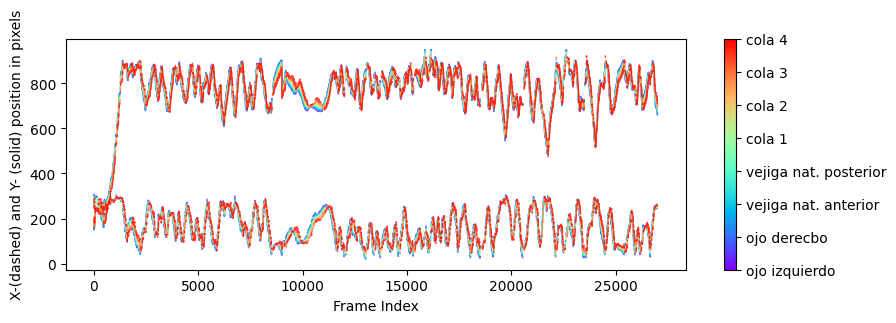 X-(dashed) and Y- (solid) position in pixels
800
600
400
200
0
0 5000 10000 15000 20000 25000
Frame Index
cola 4
cola 3
cola 2
cola 1
vejiga nat. posterior
vejiga nat. anterior
ojo derecbo
ojo izquierdo